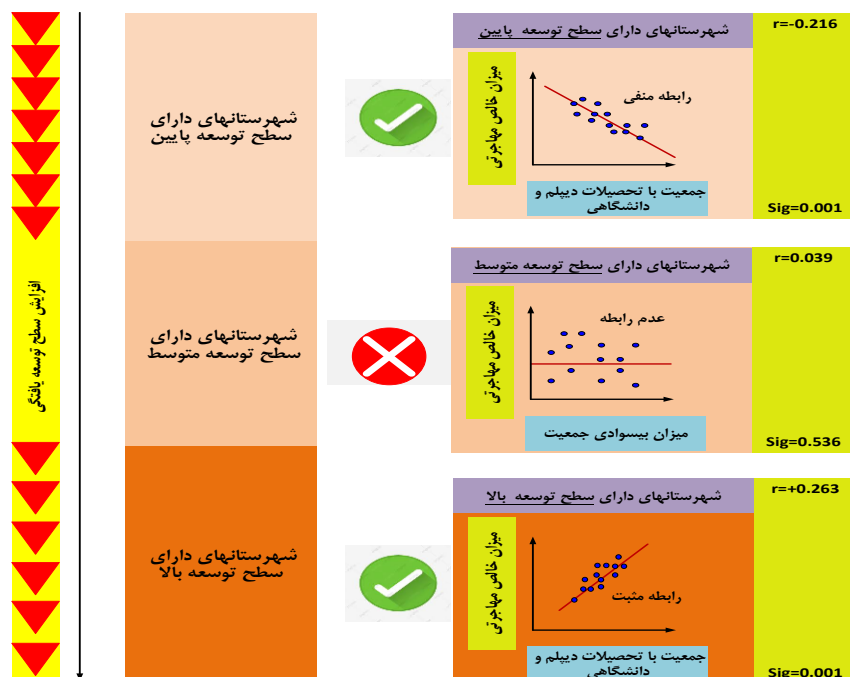 افزایش سطح توسعه یافتگی
شهرستانهای دارای
سطح توسعه پایین
شهرستانهای دارای سطح توسعه پایین
r=-0.216
میزان خالص مهاجرتی
رابطه منفی
جمعیت با تحصیلات دیپلم و
دانشگاهی
Sig=0.001
شهرستانهای دارای
سطح توسعه متوسط
شهرستانهای دارای سطح توسعه متوسط
r=0.039
میزان خالص مهاجرتی
عدم رابطه
میزان بیسوادی جمعیت
Sig=0.536
شهرستانهای دارای
سطح توسعه بالا
شهرستانهای دارای سطح توسعه بالا
r=+0.263
میزان خالص مهاجرتی
رابطه مثبت
جمعیت با تحصیلات دیپلم و
دانشگاهی
Sig=0.001